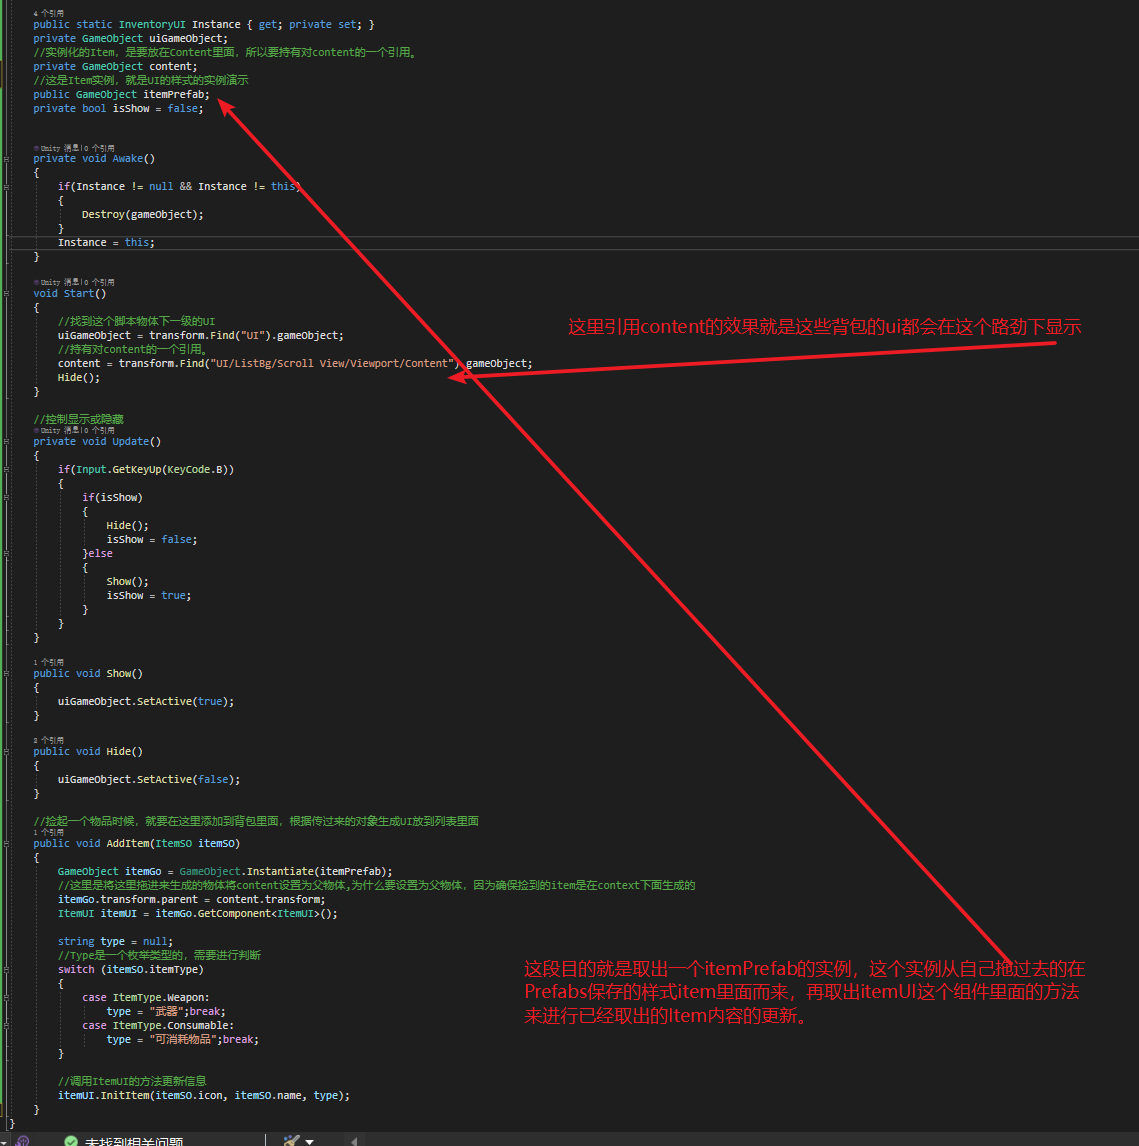 4 个引用
public static InventoryUI Instance { get; private set; }
private GameObject uiGameObject;
//实例化的Item, 是要放在Content里面, 所以要持有对content的一个引用。
private GameObject content;
//这是Item实例, 就是UI的样式的实例演示
public GameObject itemPrefab;
private bool isShow = false;
Unity 消息|0 个引用
private void Awake()
{
if(Instance != null && Instance != this)
{
Destroy(gameObject);
}
Instance = this;
}
Unity 消息|0 个引用
void Start()
{
//找到这个脚本物体下一级的UI
uiGameObject = transform.Find("UI").gameObject;
这里引用content的效果就是这些背包的ui都会在这个路劲下显示
//持有对content的一个引用。
content = transform.Find("UI/ListBg/Scroll View/Viewport/Content").gameObject;
Hide();
}
//控制显示或隐藏
Unity 消息|0 个引用
private void Update()
{
if(Input.GetKeyUp(KeyCode.B))
{
if(isShow)
{
Hide();
isShow = false;
}else
{
Show();
isShow = true;
}
}
}
1 个引用
public void Show()
{
uiGameObject.SetActive(true);
}
2 个引用
public void Hide()
{
uiGameObject.SetActive(false);
}
//捡起一个物品时候, 就要在这里添加到背包里面, 根据传过来的对象生成UI放到列表里面
1 个引用
public void AddItem(ItemSO itemSO)
{
GameObject itemGo = GameObject.Instantiate(itemPrefab);
//这里是将这里拖进来生成的物体将content设置为父物体,为什么要设置为父物体, 因为确保捡到的item是在context下面生成的
itemGo.transform.parent = content.transform;
ItemUI itemUI = itemGo.GetComponent<ItemUI>();
string type = null;
//Type是一个枚举类型的, 需要进行判断
switch (itemSO.itemType)
{
case ItemType.Weapon:
type = "武器";break;
case ItemType.Consumable:
type = "可消耗物品";break;
}
这段目的就是取出一个itemPrefab的实例，这个实例从自己拖过去的在
Prefabs保存的样式item里面而来，再取出itemUI这个组件里面的方法
来进行已经取出的Item内容的更新。
//调用ItemUI的方法更新信息
itemUI.InitItem(itemSO.icon, itemSO.name, type);
}
}
未找到相关问题